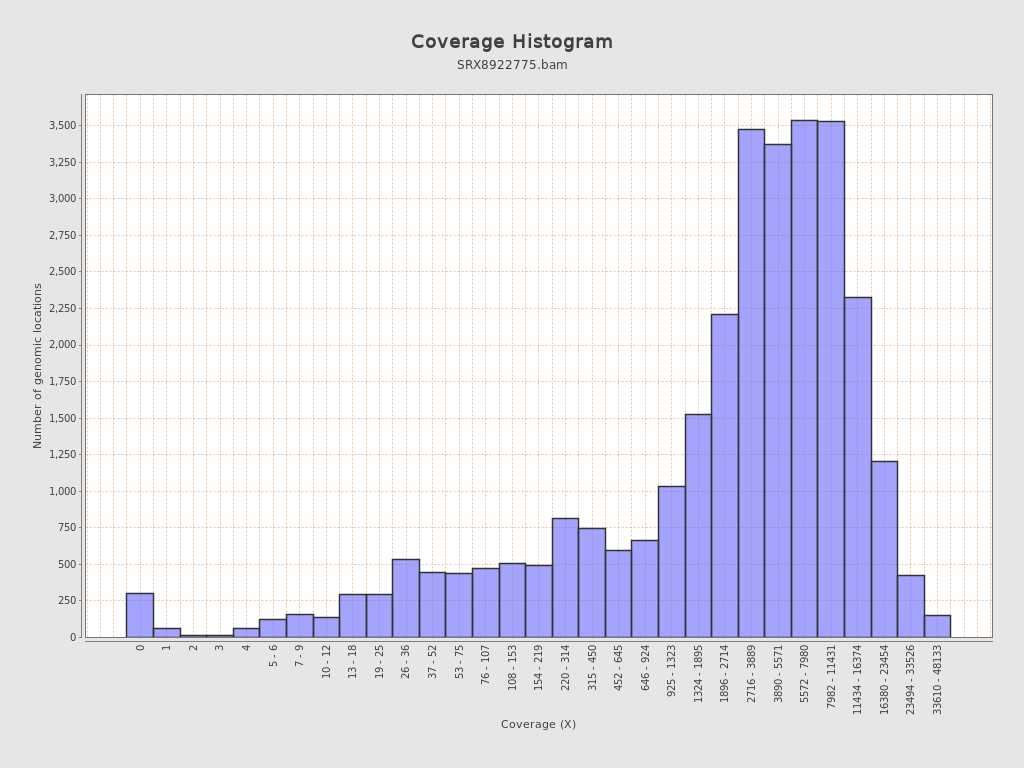 Coverage Histogram
SRX8922775.bam
Number of genomic locations
3,500
3,250
3,000
2,750
2,500
2,250
2,000
1,750
1,500
1,250
1,000
750
500
250
0
0
1
2
3
4
5 - 6
7 - 9
10 - 12
13 - 18
19 - 25
26 - 36
37 - 52
53 - 75
76 - 107
108 - 153
154 - 219
220 - 314
315 - 450
452 - 645
646 - 924
925 - 1323
1324 - 1895
1896 - 2714
2716 - 3889
3890 - 5571
5572 - 7980
7982 - 11431
11434 - 16374
16380 - 23454
23494 - 33526
33610 - 48133
Coverage (X)